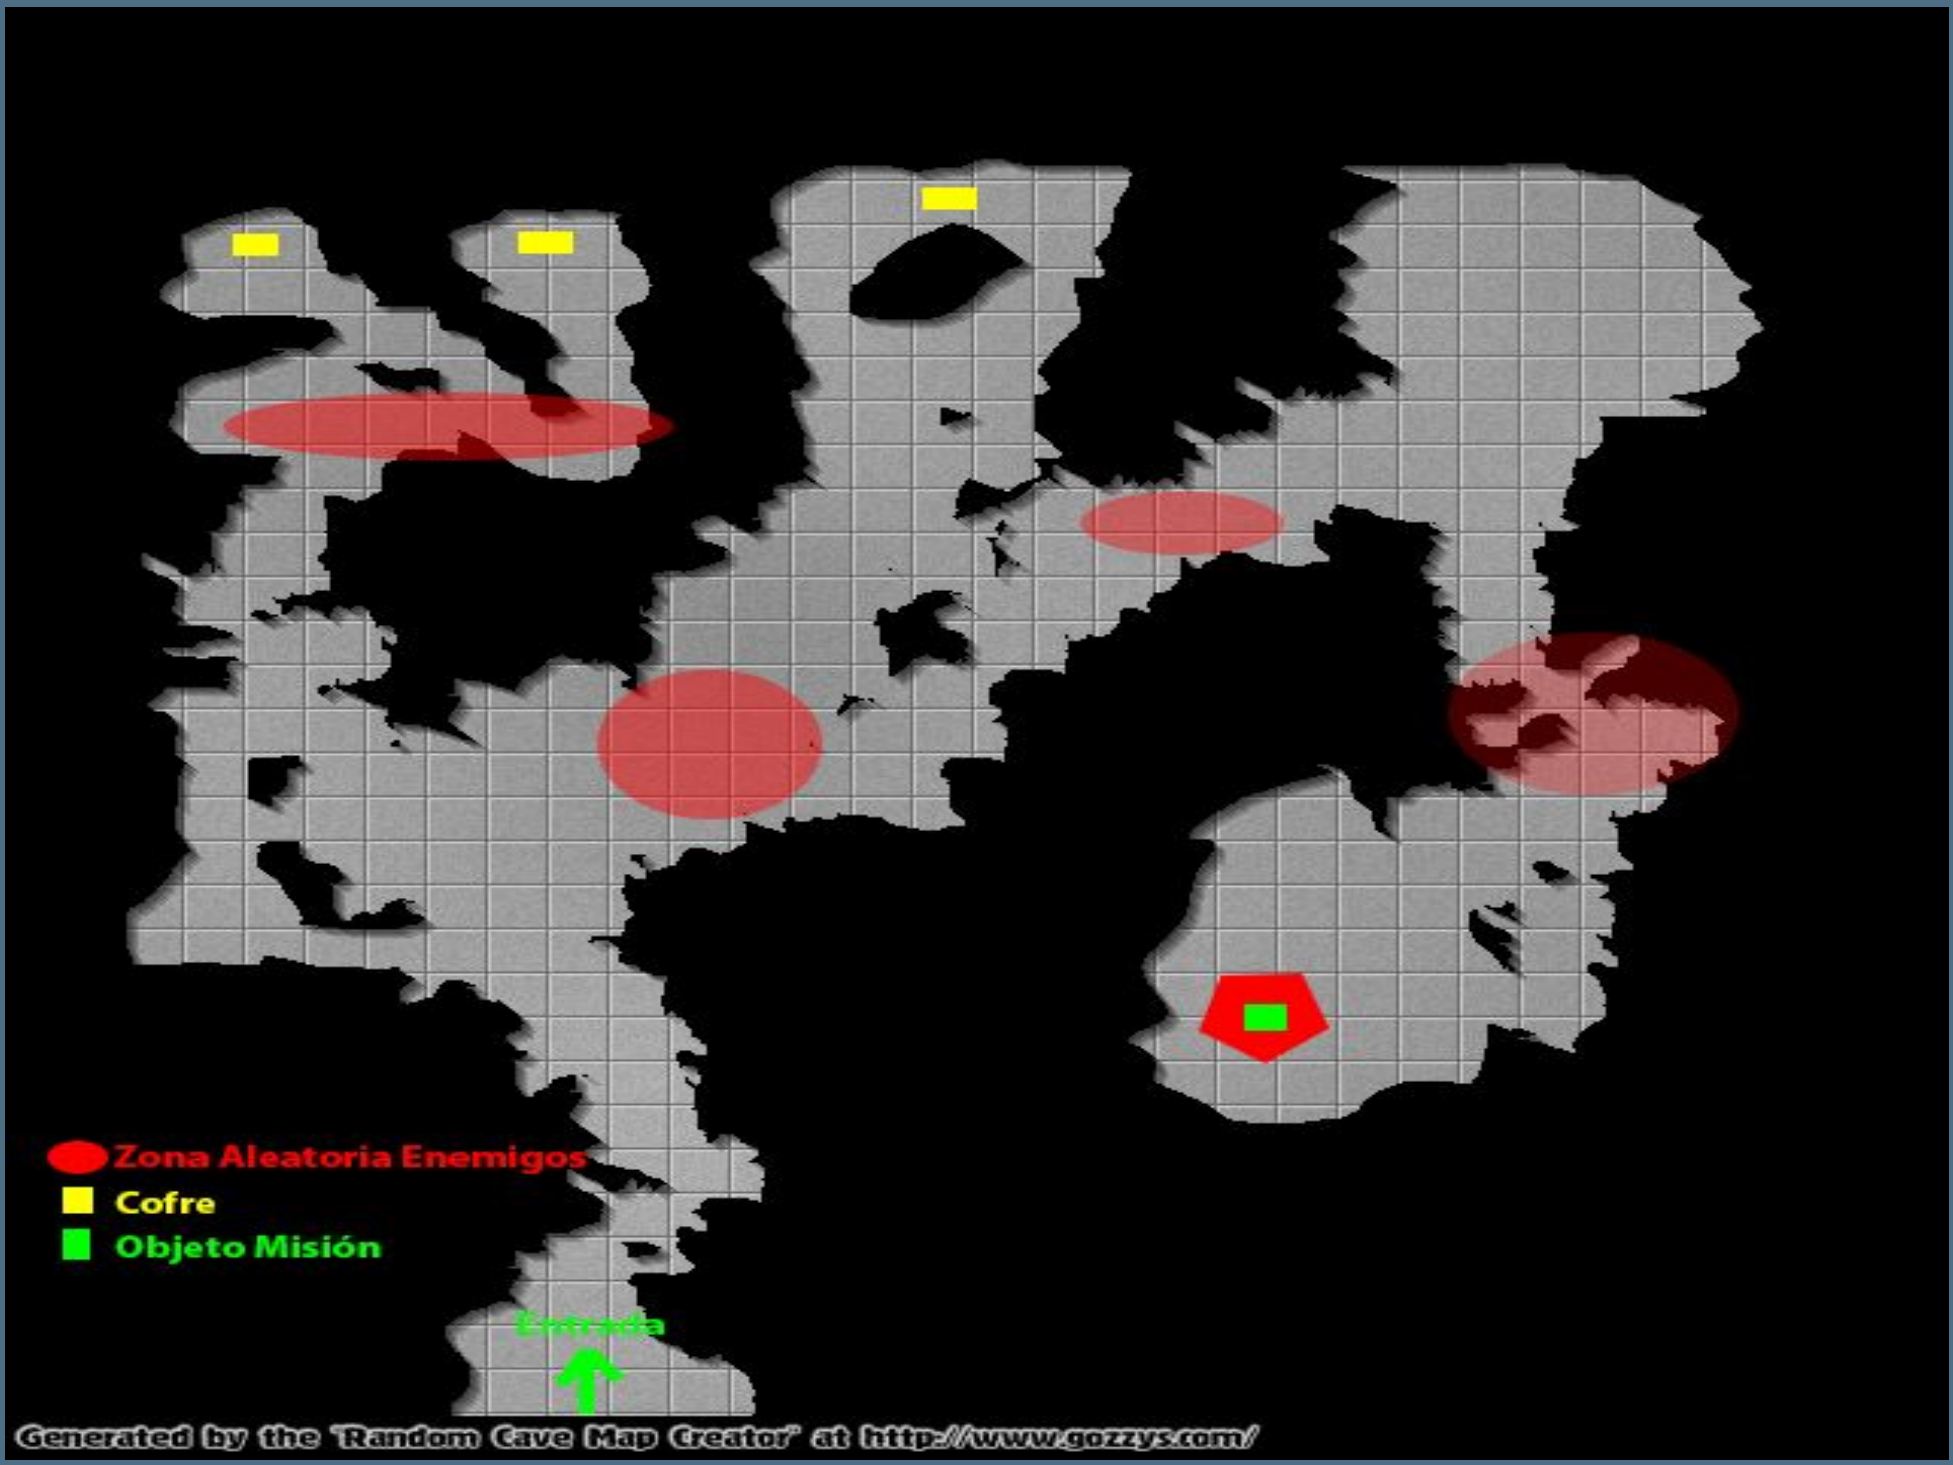 Zona Aleatoria Enemigos
Cofre
Objeto Misión
Entrada
Generated by the "Random Cave Map Creator" at http://www.gozzys.com/